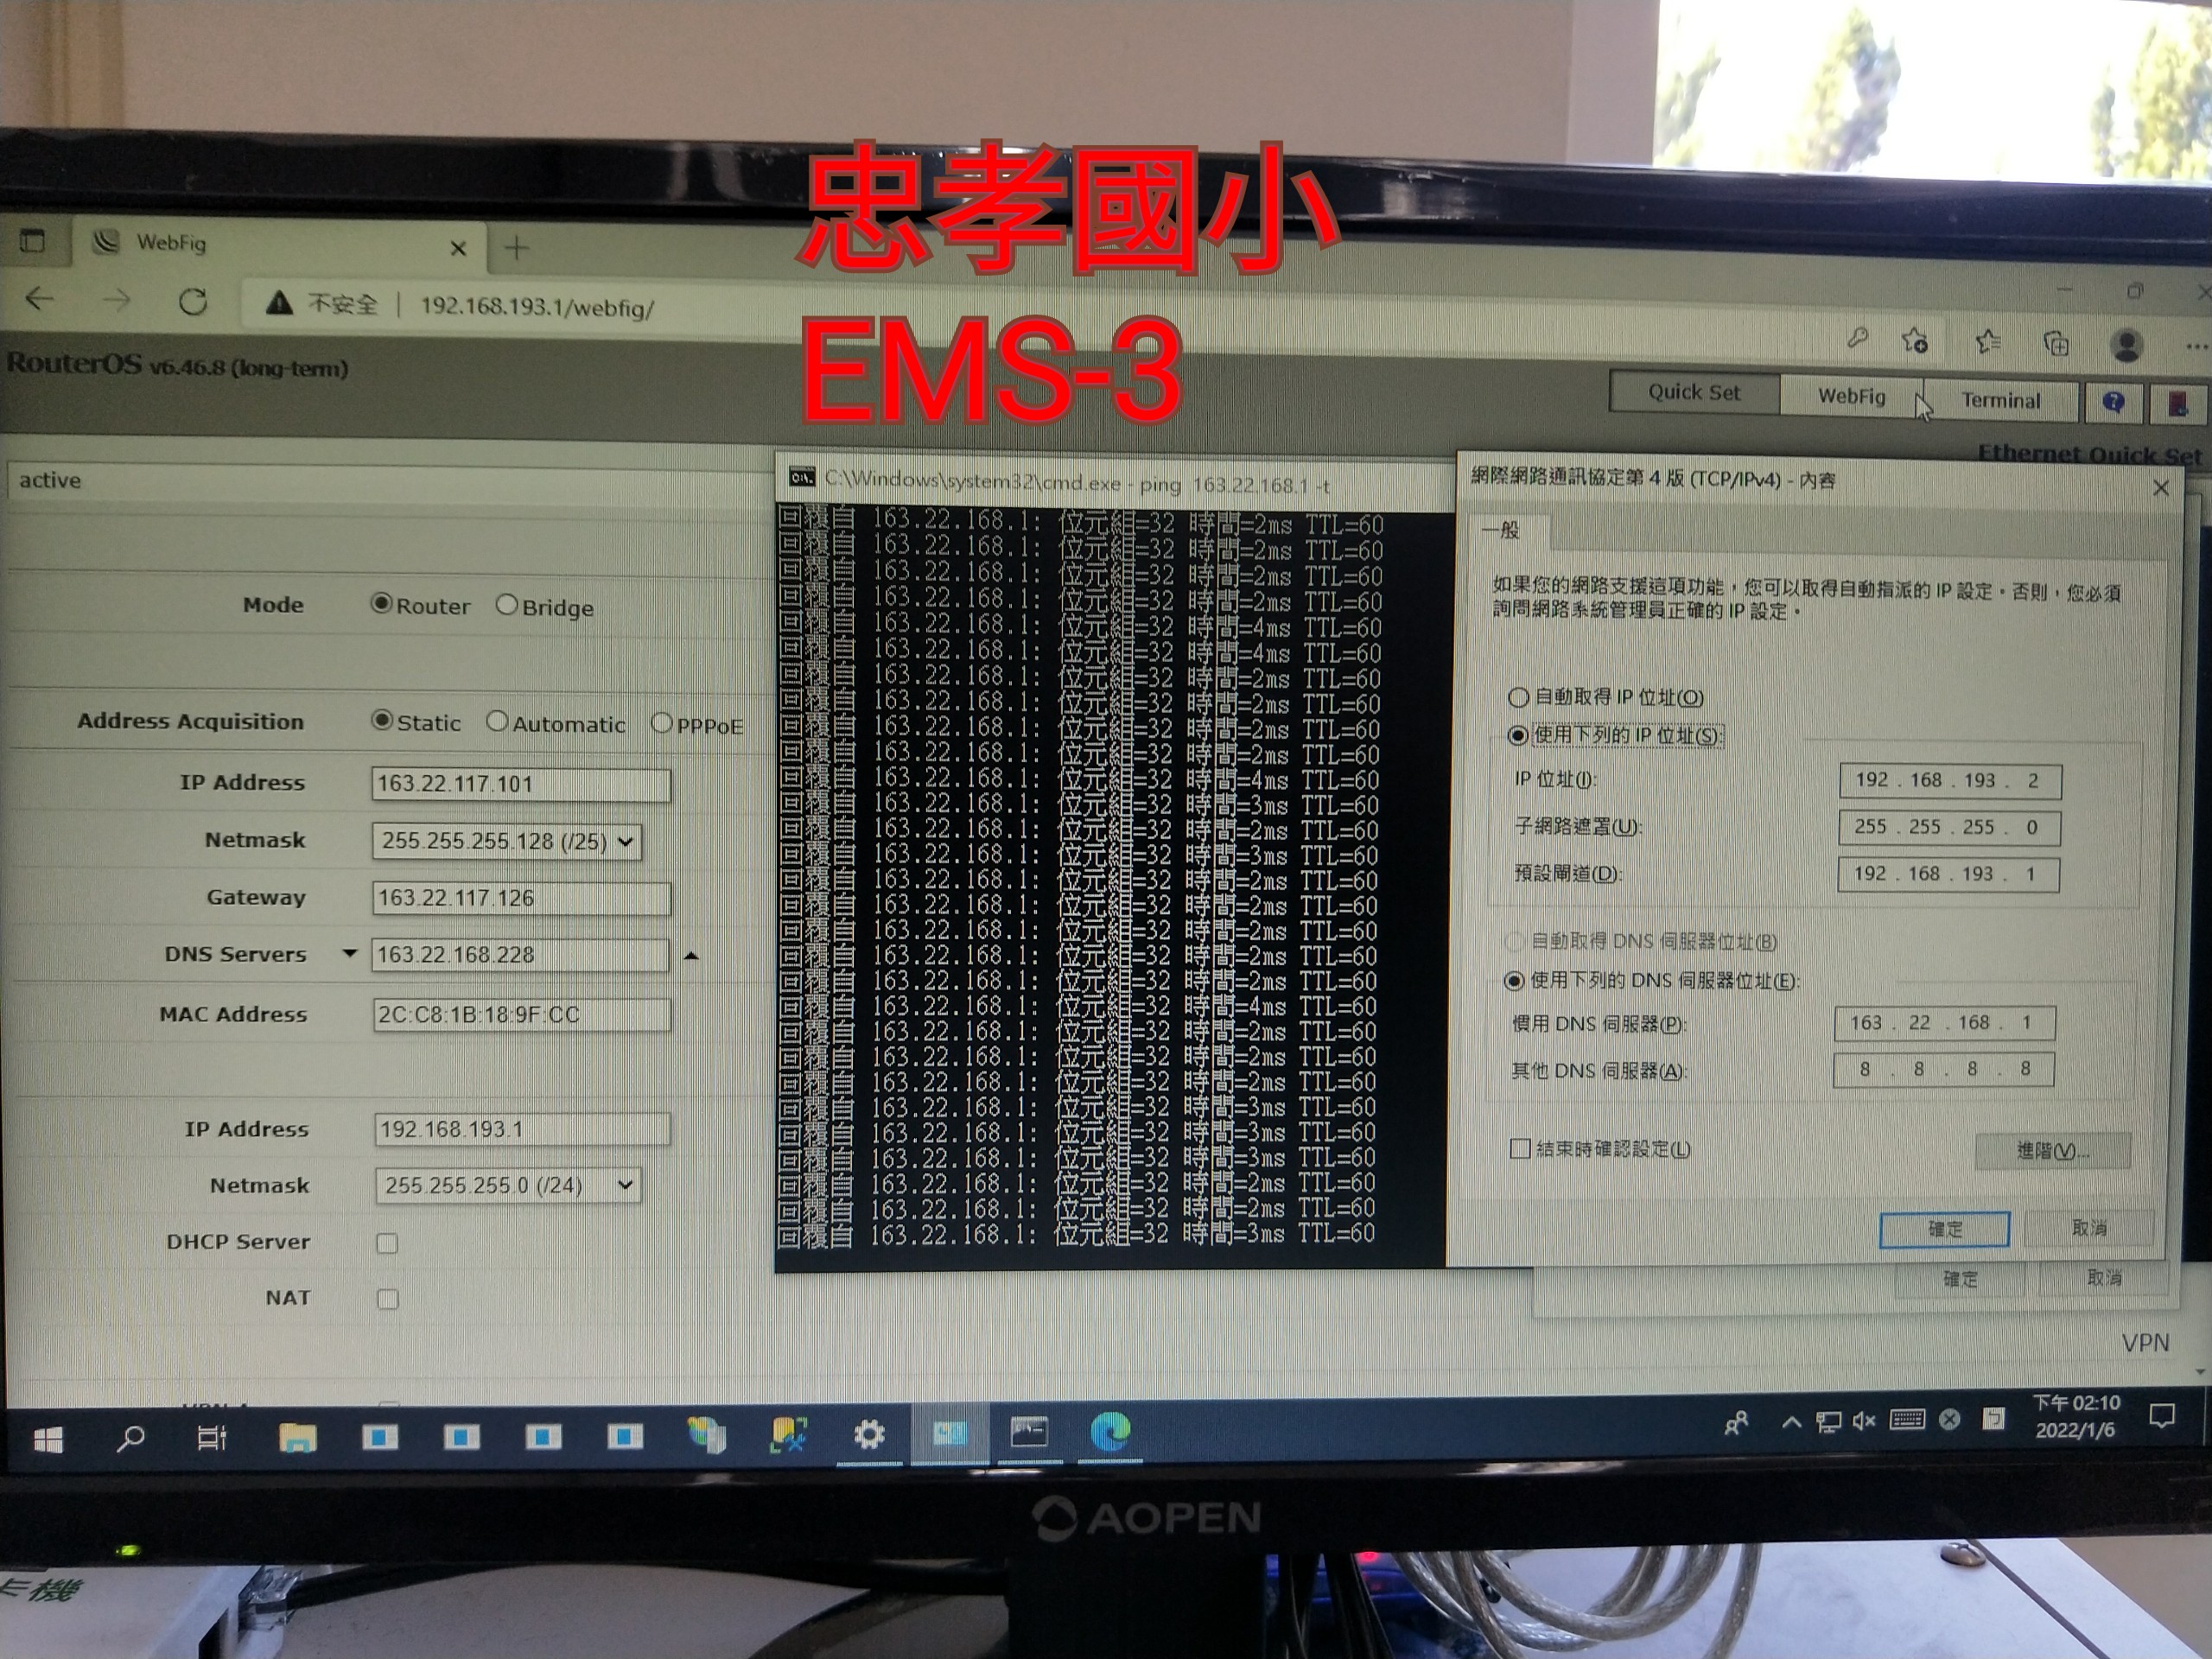 忠孝國小
EMS-3
WebFig
不安全 | 192.168.193.1/webfig/
RouterOS v6.46.8 (long-term)
Quick Set
WebFig
Terminal
Ethernet Quick Set
active
Mode
Router
Bridge
Address Acquisition
Static
Automatic
PPPoE
IP Address
163.22.117.101
Netmask
255.255.255.128 (/25)
Gateway
163.22.117.126
DNS Servers
163.22.168.228
MAC Address
2C:C8:1B:18:9F:CC
IP Address
192.168.193.1
Netmask
255.255.255.0 (/24)
DHCP Server
NAT
C:\Windows\system32\cmd.exe - ping 163.22.168.1 -t
回覆自 163.22.168.1: 位元組=32 時間=2ms TTL=60
回覆自 163.22.168.1: 位元組=32 時間=2ms TTL=60
回覆自 163.22.168.1: 位元組=32 時間=2ms TTL=60
回覆自 163.22.168.1: 位元組=32 時間=2ms TTL=60
回覆自 163.22.168.1: 位元組=32 時間=4ms TTL=60
回覆自 163.22.168.1: 位元組=32 時間=4ms TTL=60
回覆自 163.22.168.1: 位元組=32 時間=2ms TTL=60
回覆自 163.22.168.1: 位元組=32 時間=2ms TTL=60
回覆自 163.22.168.1: 位元組=32 時間=2ms TTL=60
回覆自 163.22.168.1: 位元組=32 時間=2ms TTL=60
回覆自 163.22.168.1: 位元組=32 時間=4ms TTL=60
回覆自 163.22.168.1: 位元組=32 時間=3ms TTL=60
回覆自 163.22.168.1: 位元組=32 時間=2ms TTL=60
回覆自 163.22.168.1: 位元組=32 時間=3ms TTL=60
回覆自 163.22.168.1: 位元組=32 時間=2ms TTL=60
回覆自 163.22.168.1: 位元組=32 時間=2ms TTL=60
回覆自 163.22.168.1: 位元組=32 時間=2ms TTL=60
回覆自 163.22.168.1: 位元組=32 時間=2ms TTL=60
回覆自 163.22.168.1: 位元組=32 時間=2ms TTL=60
回覆自 163.22.168.1: 位元組=32 時間=4ms TTL=60
回覆自 163.22.168.1: 位元組=32 時間=2ms TTL=60
回覆自 163.22.168.1: 位元組=32 時間=2ms TTL=60
回覆自 163.22.168.1: 位元組=32 時間=2ms TTL=60
回覆自 163.22.168.1: 位元組=32 時間=3ms TTL=60
回覆自 163.22.168.1: 位元組=32 時間=3ms TTL=60
回覆自 163.22.168.1: 位元組=32 時間=3ms TTL=60
回覆自 163.22.168.1: 位元組=32 時間=2ms TTL=60
回覆自 163.22.168.1: 位元組=32 時間=2ms TTL=60
回覆自 163.22.168.1: 位元組=32 時間=3ms TTL=60
網際網路通訊協定第 4 版 (TCP/IPv4) - 內容
一般
如果您的網路支援這項功能，您可以取得自動指派的 IP 設定。否則，您必須
詢問網路系統管理員正確的 IP 設定。
自動取得 IP 位址(O)
使用下列的 IP 位址(S):
IP 位址(I):
192 . 168 . 193 . 2
子網路遮罩(U):
255 . 255 . 255 . 0
預設閘道(D):
192 . 168 . 193 . 1
自動取得 DNS 伺服器位址(B)
使用下列的 DNS 伺服器位址(E):
慣用 DNS 伺服器(P):
163 . 22 . 168 . 1
其他 DNS 伺服器(A):
8 . 8 . 8 . 8
結束時確認設定(L)
進階(V)...
確定
取消
確定
取消
VPN
下午 02:10
2022/1/6
AOPEN
卡機